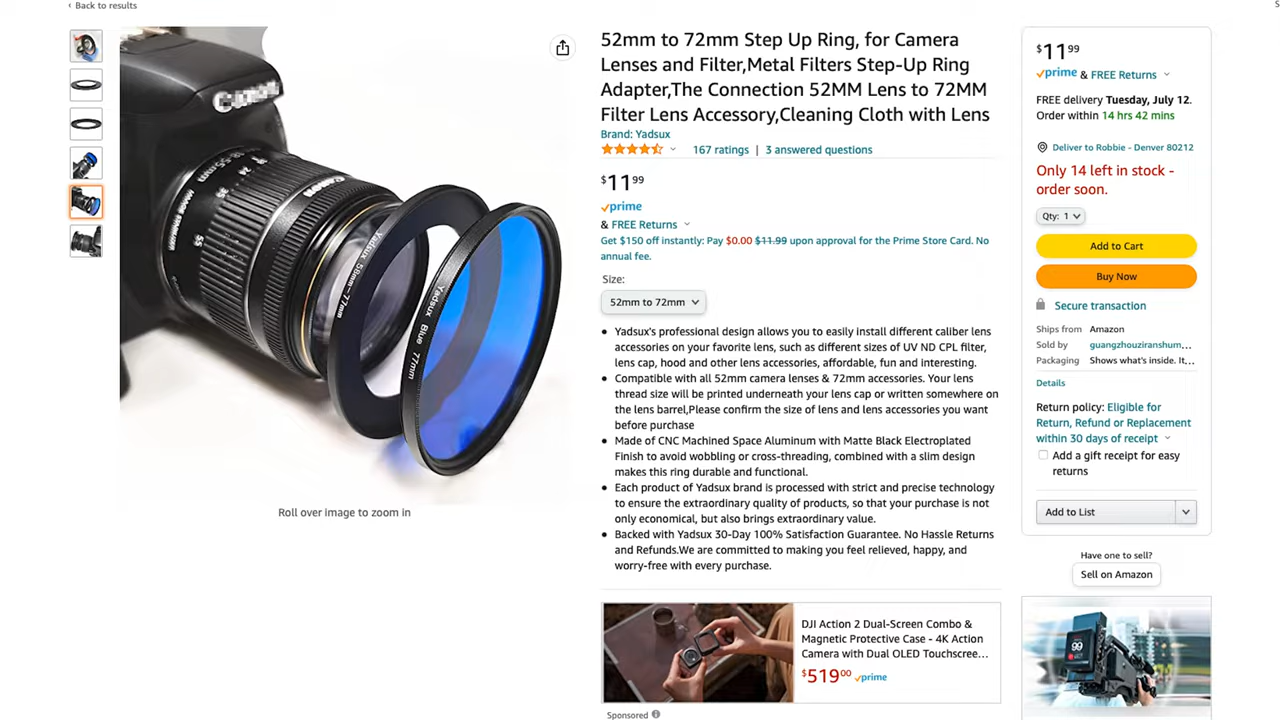 ‹ Back to results
S
Canon
Canon
18-55mm
24
35
55
IMAGE STABILIZER
Yadsux 58mm-77mm
Yadsux Blue 77mm
Roll over image to zoom in
52mm to 72mm Step Up Ring, for Camera
Lenses and Filter,Metal Filters Step-Up Ring
Adapter,The Connection 52MM Lens to 72MM
Filter Lens Accessory,Cleaning Cloth with Lens
Brand: Yadsux
167 ratings | 3 answered questions
$11 99
prime
& FREE Returns
Get $150 off instantly: Pay $0.00 $11.99 upon approval for the Prime Store Card. No
annual fee.
Size:
52mm to 72mm
• Yadsux's professional design allows you to easily install different caliber lens
accessories on your favorite lens, such as different sizes of UV ND CPL filter,
lens cap, hood and other lens accessories, affordable, fun and interesting.
• Compatible with all 52mm camera lenses & 72mm accessories. Your lens
thread size will be printed underneath your lens cap or written somewhere on
the lens barrel,Please confirm the size of lens and lens accessories you want
before purchase
• Made of CNC Machined Space Aluminum with Matte Black Electroplated
Finish to avoid wobbling or cross-threading, combined with a slim design
makes this ring durable and functional.
• Each product of Yadsux brand is processed with strict and precise technology
to ensure the extraordinary quality of products, so that your purchase is not
only economical, but also brings extraordinary value.
• Backed with Yadsux 30-Day 100% Satisfaction Guarantee. No Hassle Returns
and Refunds.We are committed to making you feel relieved, happy, and
worry-free with every purchase.
DJI Action 2 Dual-Screen Combo &
Magnetic Protective Case - 4K Action
Camera with Dual OLED Touchscree...
$519 00 prime
Sponsored
$11 99
prime & FREE Returns
FREE delivery Tuesday, July 12.
Order within 14 hrs 42 mins
Deliver to Robbie - Denver 80212
Only 14 left in stock -
order soon.
Qty: 1
Add to Cart
Buy Now
Secure transaction
Ships from Amazon
Sold by guangzhouziranshum...
Packaging Shows what's inside. It,...
Details
Return policy: Eligible for
Return, Refund or Replacement
within 30 days of receipt
Add a gift receipt for easy
returns
Add to List
Have one to sell?
Sell on Amazon
99